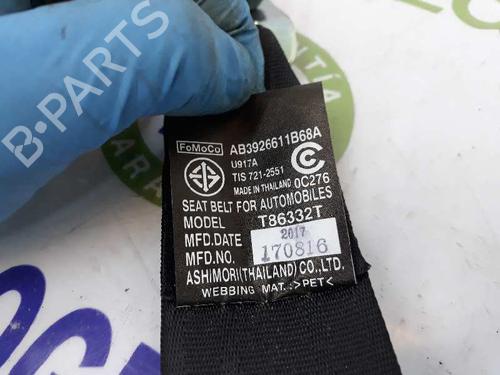 FoMoCo AB3926611B68A
U917A
TIS 721-2551
MADE IN THAILAND 0C276
SEAT BELT FOR AUTOMOBILES
MODEL T86332T
MFD.DATE 2017
MFD.NO. 170816
ASHIMORI(THAILAND)CO.,LTD.
WEBBING MAT.:>PET<
B-PARTS